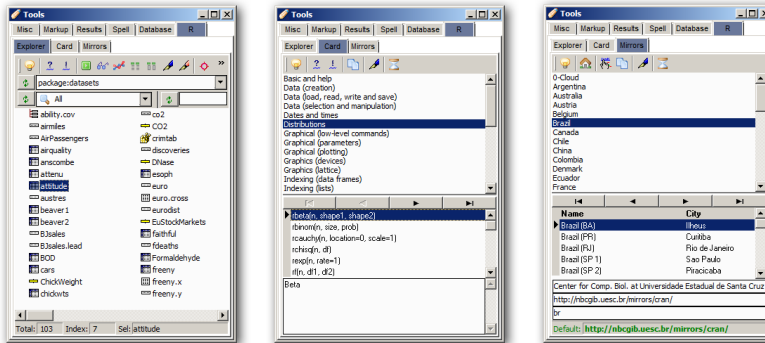 Tools
Misc Markup Results Spell Database R
Explorer Card Mirrors
package:datasets
All
ability.cov
airmiles
AirPassengers
airquality
anscombe
attenu
attitude
austres
beaver1
beaver2
BJsales
BJsales.lead
BOD
cars
ChickWeight
chickwts
co2
CO2
crimtab
discoveries
DNase
esoph
euro
euro.cross
eurodist
EuStockMarkets
faithful
fdeaths
Formaldehyde
freeny
freeny.x
freeny.y
Total: 103 Index: 7 Sel: attitude
Tools
Misc Markup Results Spell Database R
Explorer Card Mirrors
Basic and help
Data (creation)
Data (load, read, write and save)
Data (selection and manipulation)
Dates and times
Distributions
Graphical (low-level commands)
Graphical (parameters)
Graphical (plotting)
Graphics (devices)
Graphics (lattice)
Indexing (data frames)
Indexing (lists)
rbeta(n, shape1, shape2)
rbinom(n, size, prob)
rcauchy(n, location=0, scale=1)
rchisq(n, df)
rexp(n, rate=1)
rf(n, df1, df2)
Beta
Tools
Misc Markup Results Spell Database R
Explorer Card Mirrors
0-Cloud
Argentina
Australia
Austria
Belgium
Brazil
Canada
Chile
China
Colombia
Denmark
Ecuador
France
Name City
Brazil (BA) Ilheus
Brazil (PR) Curitiba
Brazil (RJ) Rio de Janeiro
Brazil (SP 1) Sao Paulo
Brazil (SP 2) Piracicaba
Center for Comp. Biol. at Universidade Estadual de Santa Cruz
http://nbcgib.uesc.br/mirrors/cran/
br
Default: http://nbcgib.uesc.br/mirrors/cran/